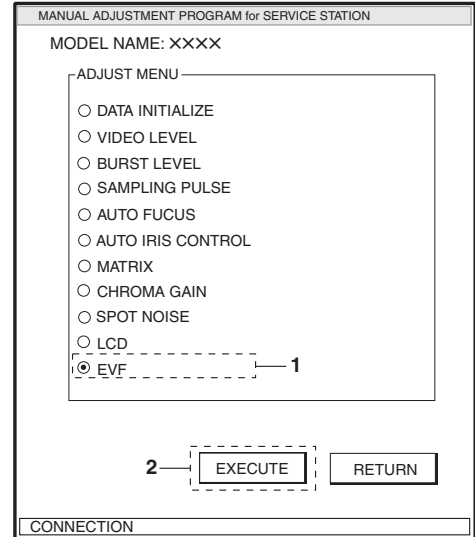 MANUAL ADJUSTMENT PROGRAM for SERVICE STATION
MODEL NAME: XXXX
ADJUST MENU
DATA INITIALIZE
VIDEO LEVEL
BURST LEVEL
SAMPLING PULSE
AUTO FUCUS
AUTO IRIS CONTROL
MATRIX
CHROMA GAIN
SPOT NOISE
LCD
EVF 1
2 EXECUTE RETURN
CONNECTION